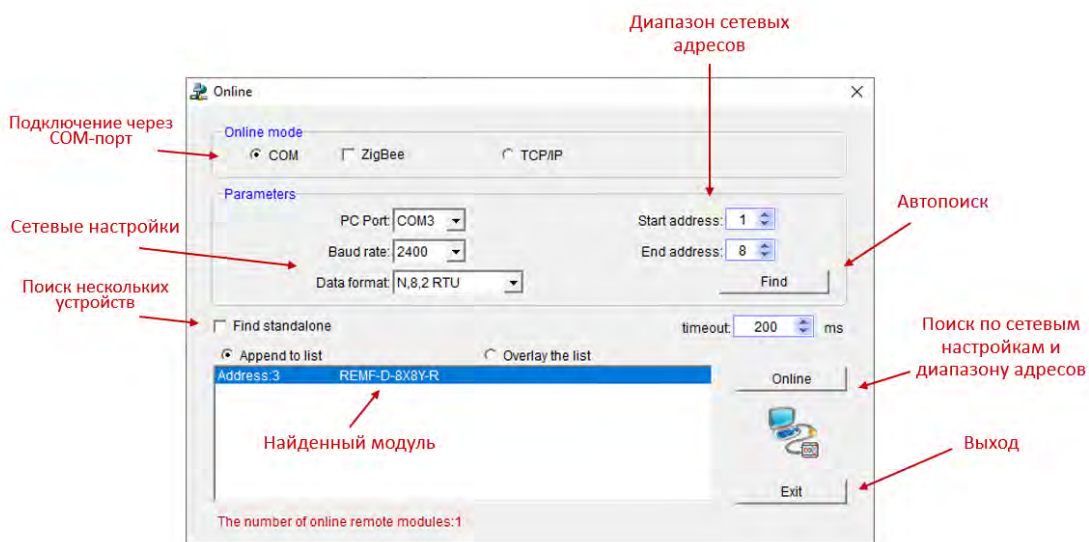 Диапазон сетевых
адресов
Online
Подключение через
COM-порт
Online mode
COM ZigBee TCP/IP
Parameters
Автопоиск
PC Port: COM3 Start address: 1
Сетевые настройки
Baud rate: 2400 End address: 8
Data format: N,8,2 RTU Find
Поиск нескольких
устройств
Find standalone timeout: 200 ms
Поиск по сетевым
настройкам и
диапазону адресов
Append to list Overlay the list
Address:3 REMF-D-8X8Y-R Online
Найденный модуль
Выход
Exit
The number of online remote modules:1